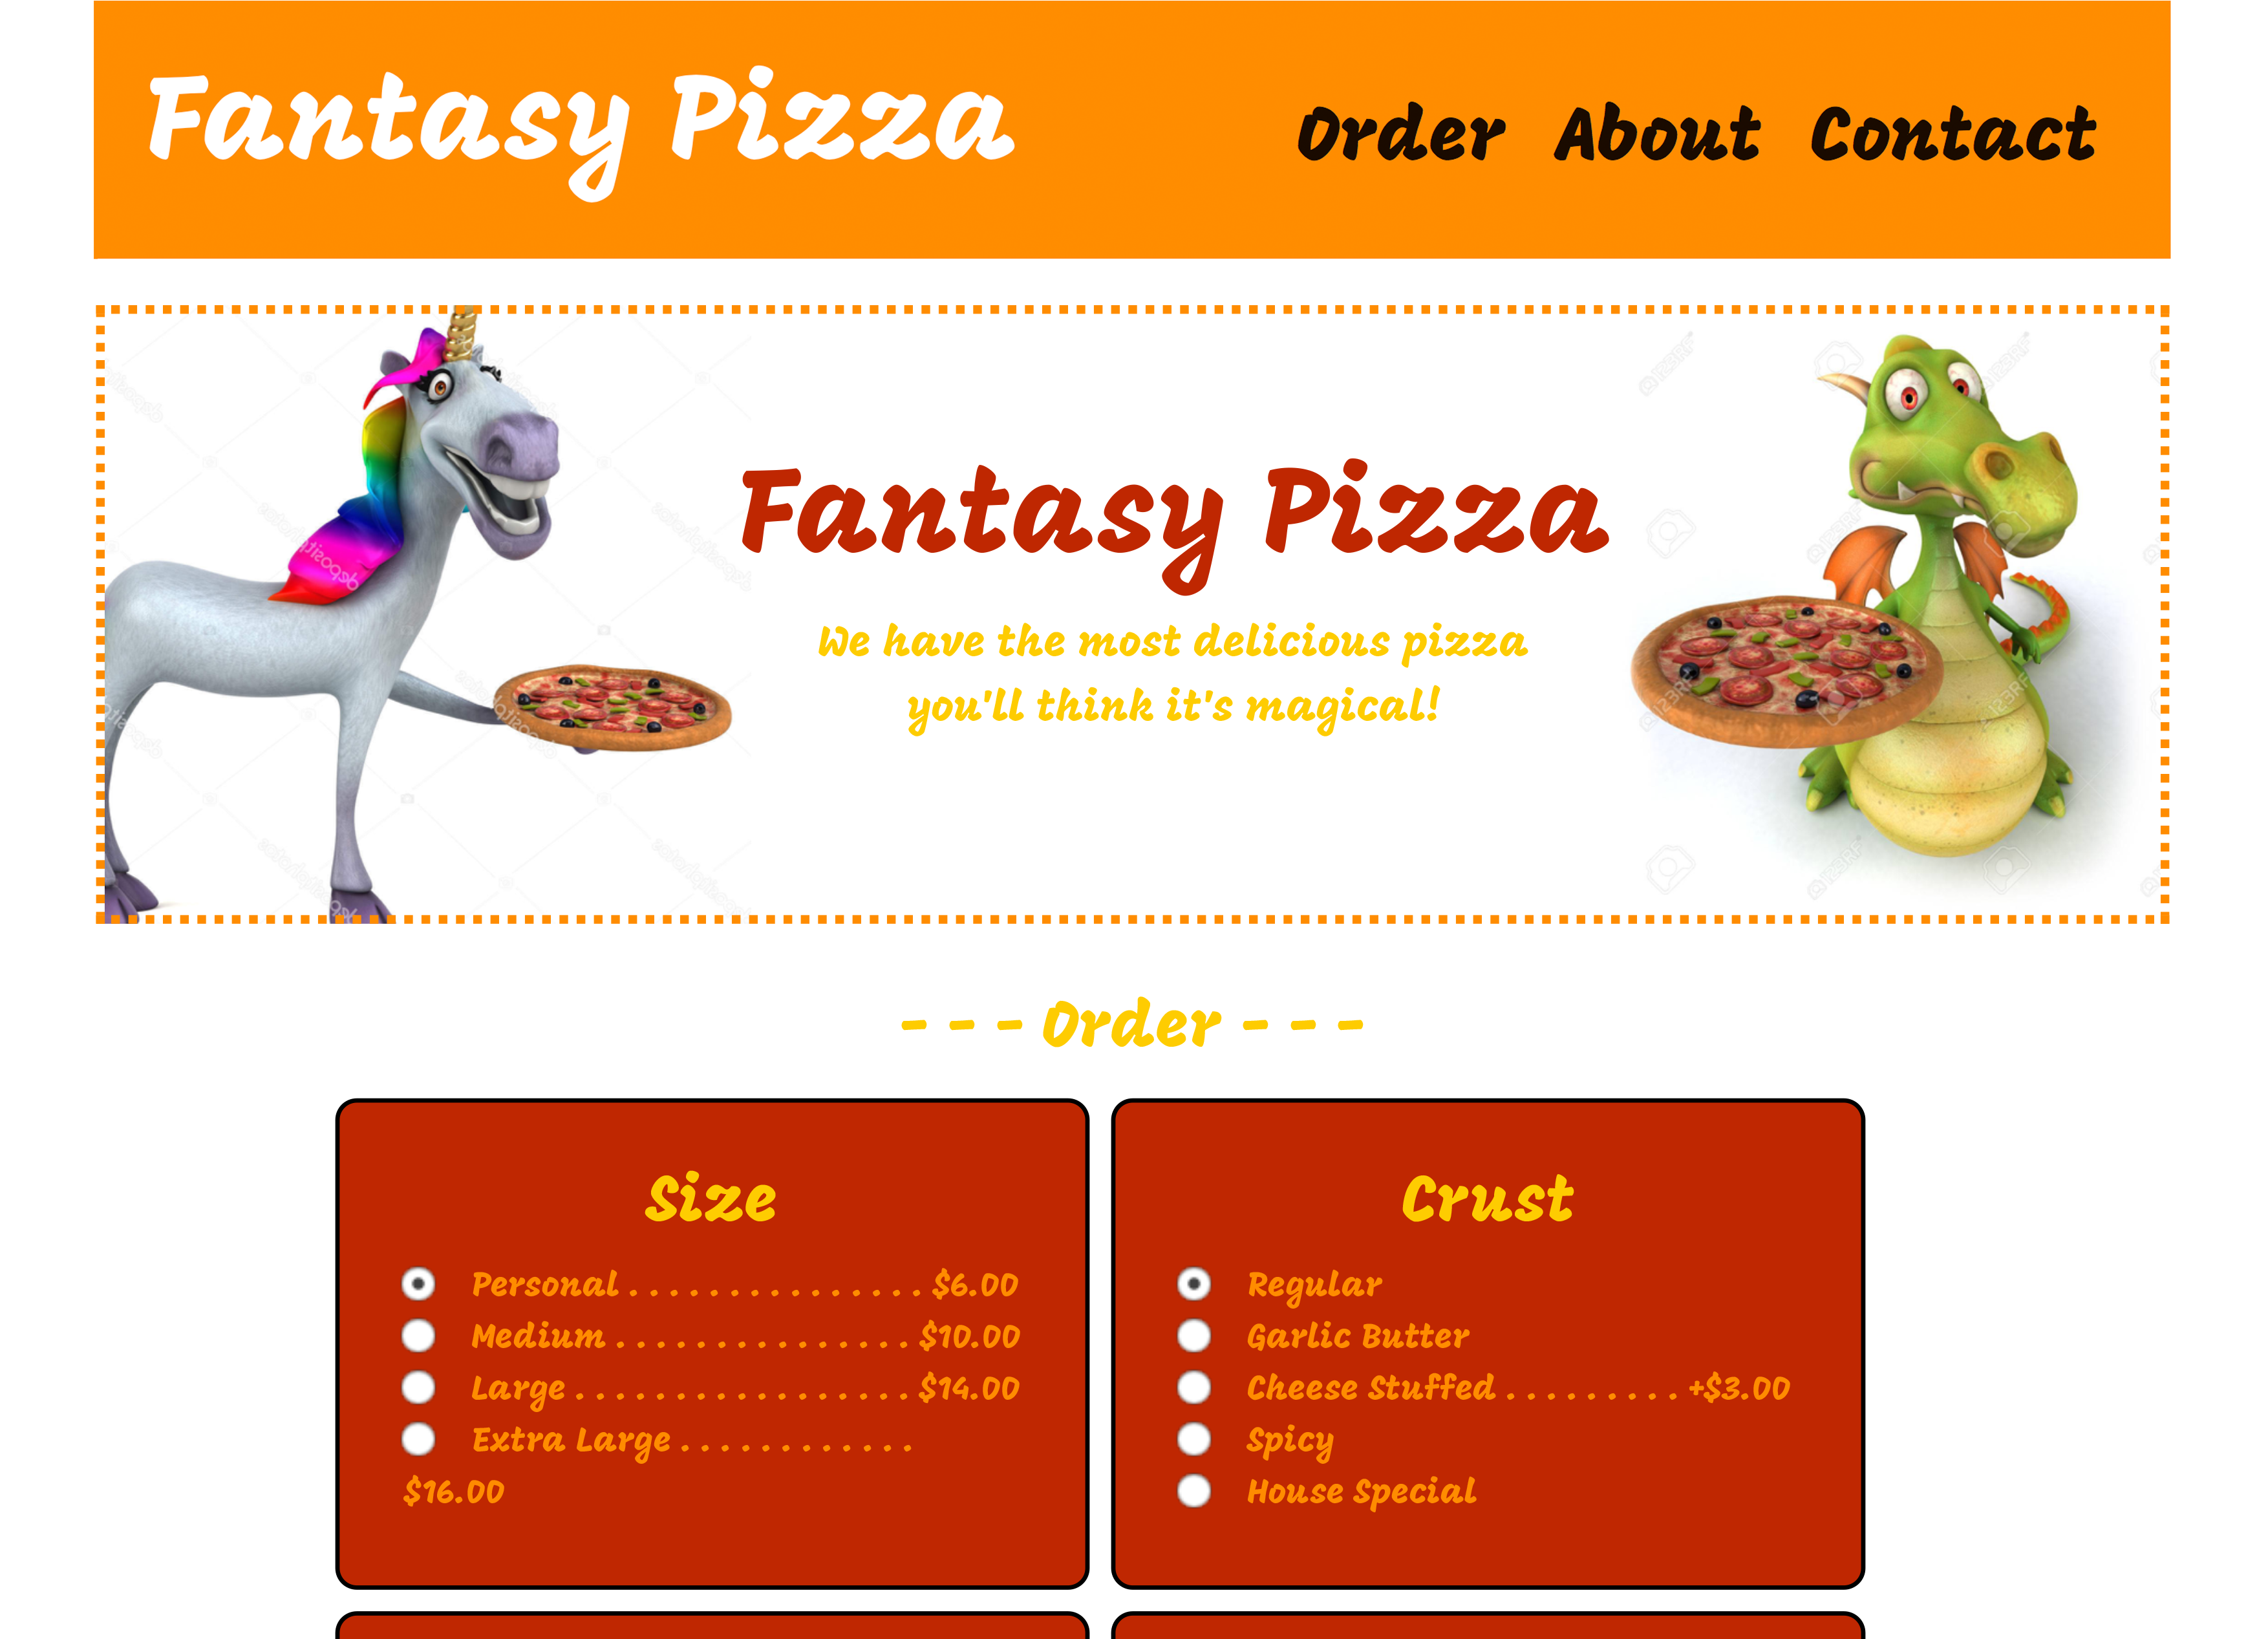 Fantasy Pizza
Order About Contact
Fantasy Pizza
We have the most delicious pizza
you'll think it's magical!
- - - Order - - -
Size
Personal . . . . . . . . . . . . . . . $6.00
Medium . . . . . . . . . . . . . . . $10.00
Large . . . . . . . . . . . . . . . . . $14.00
Extra Large . . . . . . . . . . . .
$16.00
Crust
Regular
Garlic Butter
Cheese Stuffed . . . . . . . . . +$3.00
Spicy
House Special